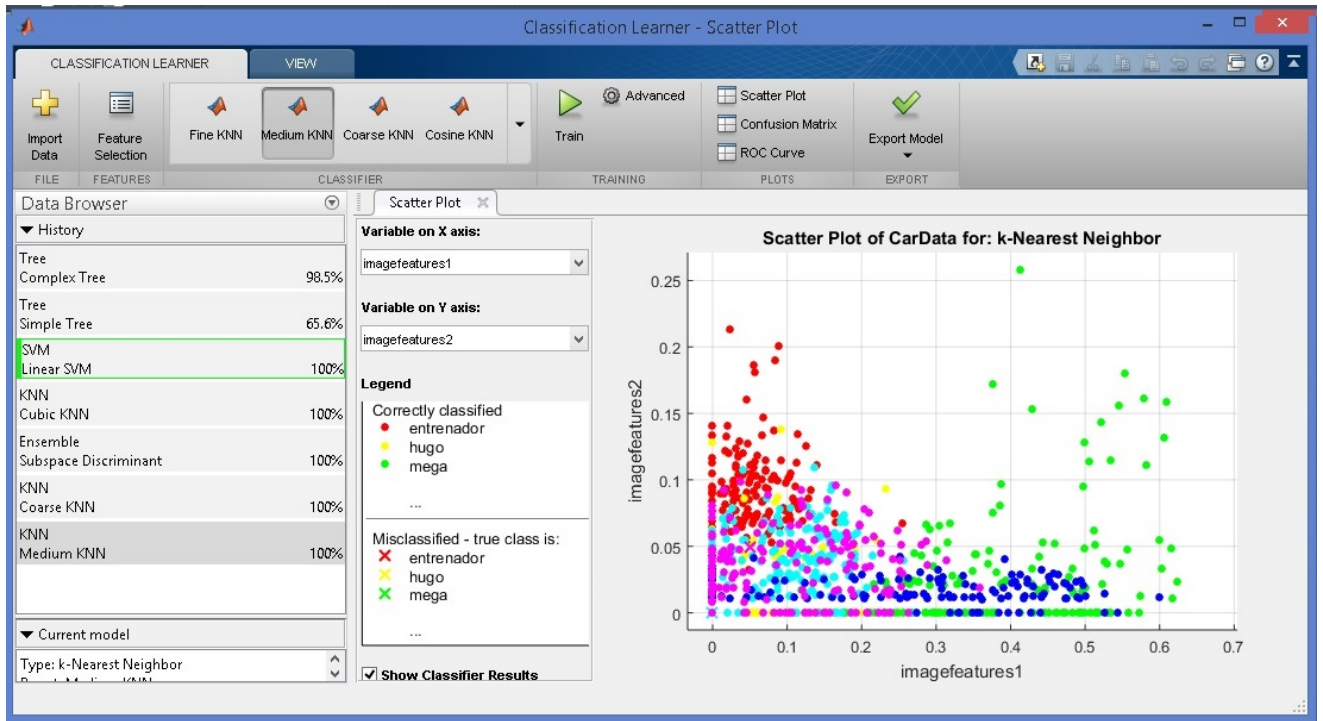 Classification Learner - Scatter Plot
CLASSIFICATION LEARNER
VIEW
Import Data
Feature Selection
Fine KNN
Medium KNN
Coarse KNN
Cosine KNN
Train
Advanced
Scatter Plot
Confusion Matrix
ROC Curve
Export Model
FILE
FEATURES
CLASSIFIER
TRAINING
PLOTS
EXPORT
Data Browser
History
Tree
Complex Tree 98.5%
Tree
Simple Tree 65.6%
SVM
Linear SVM 100%
KNN
Cubic KNN 100%
Ensemble
Subspace Discriminant 100%
KNN
Coarse KNN 100%
KNN
Medium KNN 100%
Current model
Type: k-Nearest Neighbor
Scatter Plot
Variable on X axis:
imagefeatures1
Variable on Y axis:
imagefeatures2
Legend
Correctly classified
entrenador
hugo
mega
...
Misclassified - true class is:
entrenador
hugo
mega
...
Show Classifier Results
Scatter Plot of CarData for: k-Nearest Neighbor
0.25
0.2
0.15
0.1
0.05
0
imagefeatures2
0 0.1 0.2 0.3 0.4 0.5 0.6 0.7
imagefeatures1